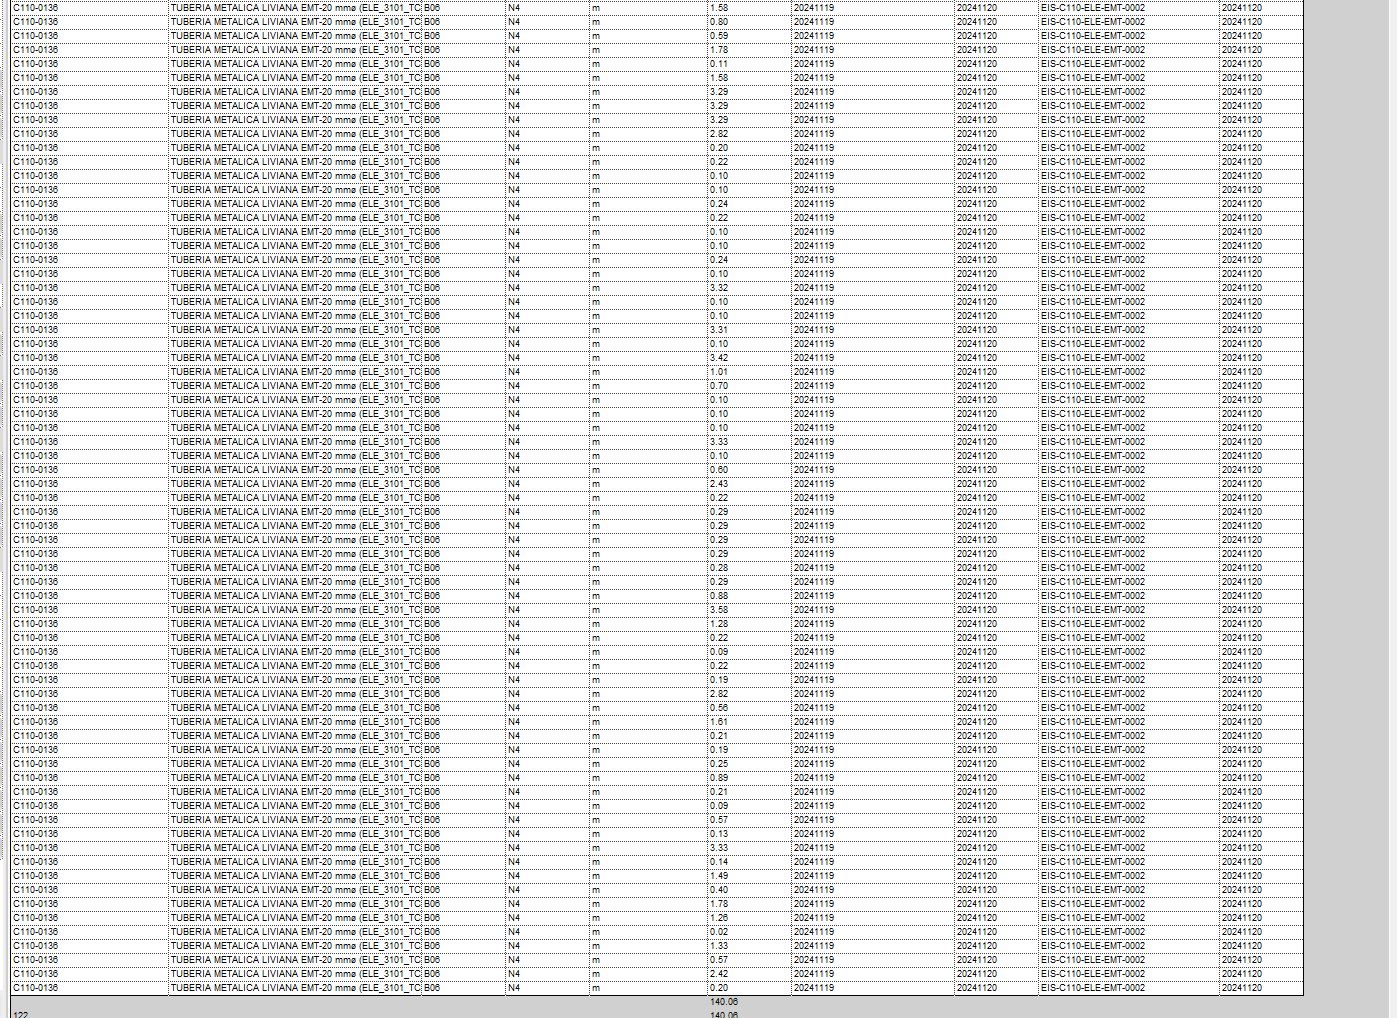 C110-0136 TUBERIA METALICA LIVIANA EMT-20 mmø (ELE_3101_TC B06 N4 m 1.58 20241119 20241120 EIS-C110-ELE-EMT-0002 20241120
C110-0136 TUBERIA METALICA LIVIANA EMT-20 mmø (ELE_3101_TC B06 N4 m 0.80 20241119 20241120 EIS-C110-ELE-EMT-0002 20241120
C110-0136 TUBERIA METALICA LIVIANA EMT-20 mmø (ELE_3101_TC B06 N4 m 0.59 20241119 20241120 EIS-C110-ELE-EMT-0002 20241120
C110-0136 TUBERIA METALICA LIVIANA EMT-20 mmø (ELE_3101_TC B06 N4 m 1.78 20241119 20241120 EIS-C110-ELE-EMT-0002 20241120
C110-0136 TUBERIA METALICA LIVIANA EMT-20 mmø (ELE_3101_TC B06 N4 m 0.11 20241119 20241120 EIS-C110-ELE-EMT-0002 20241120
C110-0136 TUBERIA METALICA LIVIANA EMT-20 mmø (ELE_3101_TC B06 N4 m 1.58 20241119 20241120 EIS-C110-ELE-EMT-0002 20241120
C110-0136 TUBERIA METALICA LIVIANA EMT-20 mmø (ELE_3101_TC B06 N4 m 3.29 20241119 20241120 EIS-C110-ELE-EMT-0002 20241120
C110-0136 TUBERIA METALICA LIVIANA EMT-20 mmø (ELE_3101_TC B06 N4 m 3.29 20241119 20241120 EIS-C110-ELE-EMT-0002 20241120
C110-0136 TUBERIA METALICA LIVIANA EMT-20 mmø (ELE_3101_TC B06 N4 m 3.29 20241119 20241120 EIS-C110-ELE-EMT-0002 20241120
C110-0136 TUBERIA METALICA LIVIANA EMT-20 mmø (ELE_3101_TC B06 N4 m 2.82 20241119 20241120 EIS-C110-ELE-EMT-0002 20241120
C110-0136 TUBERIA METALICA LIVIANA EMT-20 mmø (ELE_3101_TC B06 N4 m 0.20 20241119 20241120 EIS-C110-ELE-EMT-0002 20241120
C110-0136 TUBERIA METALICA LIVIANA EMT-20 mmø (ELE_3101_TC B06 N4 m 0.22 20241119 20241120 EIS-C110-ELE-EMT-0002 20241120
C110-0136 TUBERIA METALICA LIVIANA EMT-20 mmø (ELE_3101_TC B06 N4 m 0.10 20241119 20241120 EIS-C110-ELE-EMT-0002 20241120
C110-0136 TUBERIA METALICA LIVIANA EMT-20 mmø (ELE_3101_TC B06 N4 m 0.10 20241119 20241120 EIS-C110-ELE-EMT-0002 20241120
C110-0136 TUBERIA METALICA LIVIANA EMT-20 mmø (ELE_3101_TC B06 N4 m 0.24 20241119 20241120 EIS-C110-ELE-EMT-0002 20241120
C110-0136 TUBERIA METALICA LIVIANA EMT-20 mmø (ELE_3101_TC B06 N4 m 0.22 20241119 20241120 EIS-C110-ELE-EMT-0002 20241120
C110-0136 TUBERIA METALICA LIVIANA EMT-20 mmø (ELE_3101_TC B06 N4 m 0.10 20241119 20241120 EIS-C110-ELE-EMT-0002 20241120
C110-0136 TUBERIA METALICA LIVIANA EMT-20 mmø (ELE_3101_TC B06 N4 m 0.10 20241119 20241120 EIS-C110-ELE-EMT-0002 20241120
C110-0136 TUBERIA METALICA LIVIANA EMT-20 mmø (ELE_3101_TC B06 N4 m 0.24 20241119 20241120 EIS-C110-ELE-EMT-0002 20241120
C110-0136 TUBERIA METALICA LIVIANA EMT-20 mmø (ELE_3101_TC B06 N4 m 0.10 20241119 20241120 EIS-C110-ELE-EMT-0002 20241120
C110-0136 TUBERIA METALICA LIVIANA EMT-20 mmø (ELE_3101_TC B06 N4 m 3.32 20241119 20241120 EIS-C110-ELE-EMT-0002 20241120
C110-0136 TUBERIA METALICA LIVIANA EMT-20 mmø (ELE_3101_TC B06 N4 m 0.10 20241119 20241120 EIS-C110-ELE-EMT-0002 20241120
C110-0136 TUBERIA METALICA LIVIANA EMT-20 mmø (ELE_3101_TC B06 N4 m 0.10 20241119 20241120 EIS-C110-ELE-EMT-0002 20241120
C110-0136 TUBERIA METALICA LIVIANA EMT-20 mmø (ELE_3101_TC B06 N4 m 3.31 20241119 20241120 EIS-C110-ELE-EMT-0002 20241120
C110-0136 TUBERIA METALICA LIVIANA EMT-20 mmø (ELE_3101_TC B06 N4 m 0.10 20241119 20241120 EIS-C110-ELE-EMT-0002 20241120
C110-0136 TUBERIA METALICA LIVIANA EMT-20 mmø (ELE_3101_TC B06 N4 m 3.42 20241119 20241120 EIS-C110-ELE-EMT-0002 20241120
C110-0136 TUBERIA METALICA LIVIANA EMT-20 mmø (ELE_3101_TC B06 N4 m 1.01 20241119 20241120 EIS-C110-ELE-EMT-0002 20241120
C110-0136 TUBERIA METALICA LIVIANA EMT-20 mmø (ELE_3101_TC B06 N4 m 0.70 20241119 20241120 EIS-C110-ELE-EMT-0002 20241120
C110-0136 TUBERIA METALICA LIVIANA EMT-20 mmø (ELE_3101_TC B06 N4 m 0.10 20241119 20241120 EIS-C110-ELE-EMT-0002 20241120
C110-0136 TUBERIA METALICA LIVIANA EMT-20 mmø (ELE_3101_TC B06 N4 m 0.10 20241119 20241120 EIS-C110-ELE-EMT-0002 20241120
C110-0136 TUBERIA METALICA LIVIANA EMT-20 mmø (ELE_3101_TC B06 N4 m 0.10 20241119 20241120 EIS-C110-ELE-EMT-0002 20241120
C110-0136 TUBERIA METALICA LIVIANA EMT-20 mmø (ELE_3101_TC B06 N4 m 3.33 20241119 20241120 EIS-C110-ELE-EMT-0002 20241120
C110-0136 TUBERIA METALICA LIVIANA EMT-20 mmø (ELE_3101_TC B06 N4 m 0.10 20241119 20241120 EIS-C110-ELE-EMT-0002 20241120
C110-0136 TUBERIA METALICA LIVIANA EMT-20 mmø (ELE_3101_TC B06 N4 m 0.60 20241119 20241120 EIS-C110-ELE-EMT-0002 20241120
C110-0136 TUBERIA METALICA LIVIANA EMT-20 mmø (ELE_3101_TC B06 N4 m 2.43 20241119 20241120 EIS-C110-ELE-EMT-0002 20241120
C110-0136 TUBERIA METALICA LIVIANA EMT-20 mmø (ELE_3101_TC B06 N4 m 0.22 20241119 20241120 EIS-C110-ELE-EMT-0002 20241120
C110-0136 TUBERIA METALICA LIVIANA EMT-20 mmø (ELE_3101_TC B06 N4 m 0.29 20241119 20241120 EIS-C110-ELE-EMT-0002 20241120
C110-0136 TUBERIA METALICA LIVIANA EMT-20 mmø (ELE_3101_TC B06 N4 m 0.29 20241119 20241120 EIS-C110-ELE-EMT-0002 20241120
C110-0136 TUBERIA METALICA LIVIANA EMT-20 mmø (ELE_3101_TC B06 N4 m 0.29 20241119 20241120 EIS-C110-ELE-EMT-0002 20241120
C110-0136 TUBERIA METALICA LIVIANA EMT-20 mmø (ELE_3101_TC B06 N4 m 0.29 20241119 20241120 EIS-C110-ELE-EMT-0002 20241120
C110-0136 TUBERIA METALICA LIVIANA EMT-20 mmø (ELE_3101_TC B06 N4 m 0.28 20241119 20241120 EIS-C110-ELE-EMT-0002 20241120
C110-0136 TUBERIA METALICA LIVIANA EMT-20 mmø (ELE_3101_TC B06 N4 m 0.29 20241119 20241120 EIS-C110-ELE-EMT-0002 20241120
C110-0136 TUBERIA METALICA LIVIANA EMT-20 mmø (ELE_3101_TC B06 N4 m 0.88 20241119 20241120 EIS-C110-ELE-EMT-0002 20241120
C110-0136 TUBERIA METALICA LIVIANA EMT-20 mmø (ELE_3101_TC B06 N4 m 3.58 20241119 20241120 EIS-C110-ELE-EMT-0002 20241120
C110-0136 TUBERIA METALICA LIVIANA EMT-20 mmø (ELE_3101_TC B06 N4 m 1.28 20241119 20241120 EIS-C110-ELE-EMT-0002 20241120
C110-0136 TUBERIA METALICA LIVIANA EMT-20 mmø (ELE_3101_TC B06 N4 m 0.22 20241119 20241120 EIS-C110-ELE-EMT-0002 20241120
C110-0136 TUBERIA METALICA LIVIANA EMT-20 mmø (ELE_3101_TC B06 N4 m 0.09 20241119 20241120 EIS-C110-ELE-EMT-0002 20241120
C110-0136 TUBERIA METALICA LIVIANA EMT-20 mmø (ELE_3101_TC B06 N4 m 0.22 20241119 20241120 EIS-C110-ELE-EMT-0002 20241120
C110-0136 TUBERIA METALICA LIVIANA EMT-20 mmø (ELE_3101_TC B06 N4 m 0.19 20241119 20241120 EIS-C110-ELE-EMT-0002 20241120
C110-0136 TUBERIA METALICA LIVIANA EMT-20 mmø (ELE_3101_TC B06 N4 m 2.82 20241119 20241120 EIS-C110-ELE-EMT-0002 20241120
C110-0136 TUBERIA METALICA LIVIANA EMT-20 mmø (ELE_3101_TC B06 N4 m 0.56 20241119 20241120 EIS-C110-ELE-EMT-0002 20241120
C110-0136 TUBERIA METALICA LIVIANA EMT-20 mmø (ELE_3101_TC B06 N4 m 1.61 20241119 20241120 EIS-C110-ELE-EMT-0002 20241120
C110-0136 TUBERIA METALICA LIVIANA EMT-20 mmø (ELE_3101_TC B06 N4 m 0.21 20241119 20241120 EIS-C110-ELE-EMT-0002 20241120
C110-0136 TUBERIA METALICA LIVIANA EMT-20 mmø (ELE_3101_TC B06 N4 m 0.19 20241119 20241120 EIS-C110-ELE-EMT-0002 20241120
C110-0136 TUBERIA METALICA LIVIANA EMT-20 mmø (ELE_3101_TC B06 N4 m 0.25 20241119 20241120 EIS-C110-ELE-EMT-0002 20241120
C110-0136 TUBERIA METALICA LIVIANA EMT-20 mmø (ELE_3101_TC B06 N4 m 0.89 20241119 20241120 EIS-C110-ELE-EMT-0002 20241120
C110-0136 TUBERIA METALICA LIVIANA EMT-20 mmø (ELE_3101_TC B06 N4 m 0.21 20241119 20241120 EIS-C110-ELE-EMT-0002 20241120
C110-0136 TUBERIA METALICA LIVIANA EMT-20 mmø (ELE_3101_TC B06 N4 m 0.09 20241119 20241120 EIS-C110-ELE-EMT-0002 20241120
C110-0136 TUBERIA METALICA LIVIANA EMT-20 mmø (ELE_3101_TC B06 N4 m 0.57 20241119 20241120 EIS-C110-ELE-EMT-0002 20241120
C110-0136 TUBERIA METALICA LIVIANA EMT-20 mmø (ELE_3101_TC B06 N4 m 0.13 20241119 20241120 EIS-C110-ELE-EMT-0002 20241120
C110-0136 TUBERIA METALICA LIVIANA EMT-20 mmø (ELE_3101_TC B06 N4 m 3.33 20241119 20241120 EIS-C110-ELE-EMT-0002 20241120
C110-0136 TUBERIA METALICA LIVIANA EMT-20 mmø (ELE_3101_TC B06 N4 m 0.14 20241119 20241120 EIS-C110-ELE-EMT-0002 20241120
C110-0136 TUBERIA METALICA LIVIANA EMT-20 mmø (ELE_3101_TC B06 N4 m 1.49 20241119 20241120 EIS-C110-ELE-EMT-0002 20241120
C110-0136 TUBERIA METALICA LIVIANA EMT-20 mmø (ELE_3101_TC B06 N4 m 0.40 20241119 20241120 EIS-C110-ELE-EMT-0002 20241120
C110-0136 TUBERIA METALICA LIVIANA EMT-20 mmø (ELE_3101_TC B06 N4 m 1.78 20241119 20241120 EIS-C110-ELE-EMT-0002 20241120
C110-0136 TUBERIA METALICA LIVIANA EMT-20 mmø (ELE_3101_TC B06 N4 m 1.26 20241119 20241120 EIS-C110-ELE-EMT-0002 20241120
C110-0136 TUBERIA METALICA LIVIANA EMT-20 mmø (ELE_3101_TC B06 N4 m 0.02 20241119 20241120 EIS-C110-ELE-EMT-0002 20241120
C110-0136 TUBERIA METALICA LIVIANA EMT-20 mmø (ELE_3101_TC B06 N4 m 1.33 20241119 20241120 EIS-C110-ELE-EMT-0002 20241120
C110-0136 TUBERIA METALICA LIVIANA EMT-20 mmø (ELE_3101_TC B06 N4 m 0.57 20241119 20241120 EIS-C110-ELE-EMT-0002 20241120
C110-0136 TUBERIA METALICA LIVIANA EMT-20 mmø (ELE_3101_TC B06 N4 m 2.42 20241119 20241120 EIS-C110-ELE-EMT-0002 20241120
C110-0136 TUBERIA METALICA LIVIANA EMT-20 mmø (ELE_3101_TC B06 N4 m 0.20 20241119 20241120 EIS-C110-ELE-EMT-0002 20241120
140.06
122 140.06